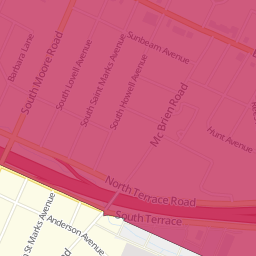 Sunbeam Avenue
Barbara Lane
South Moore Road
South Lovell Avenue
South Saint Marks Avenue
South Howell Avenue
Mc Brien Road
Hunt Avenue
North Terrace Road
South Terrace
St Marks Avenue
Anderson Avenue